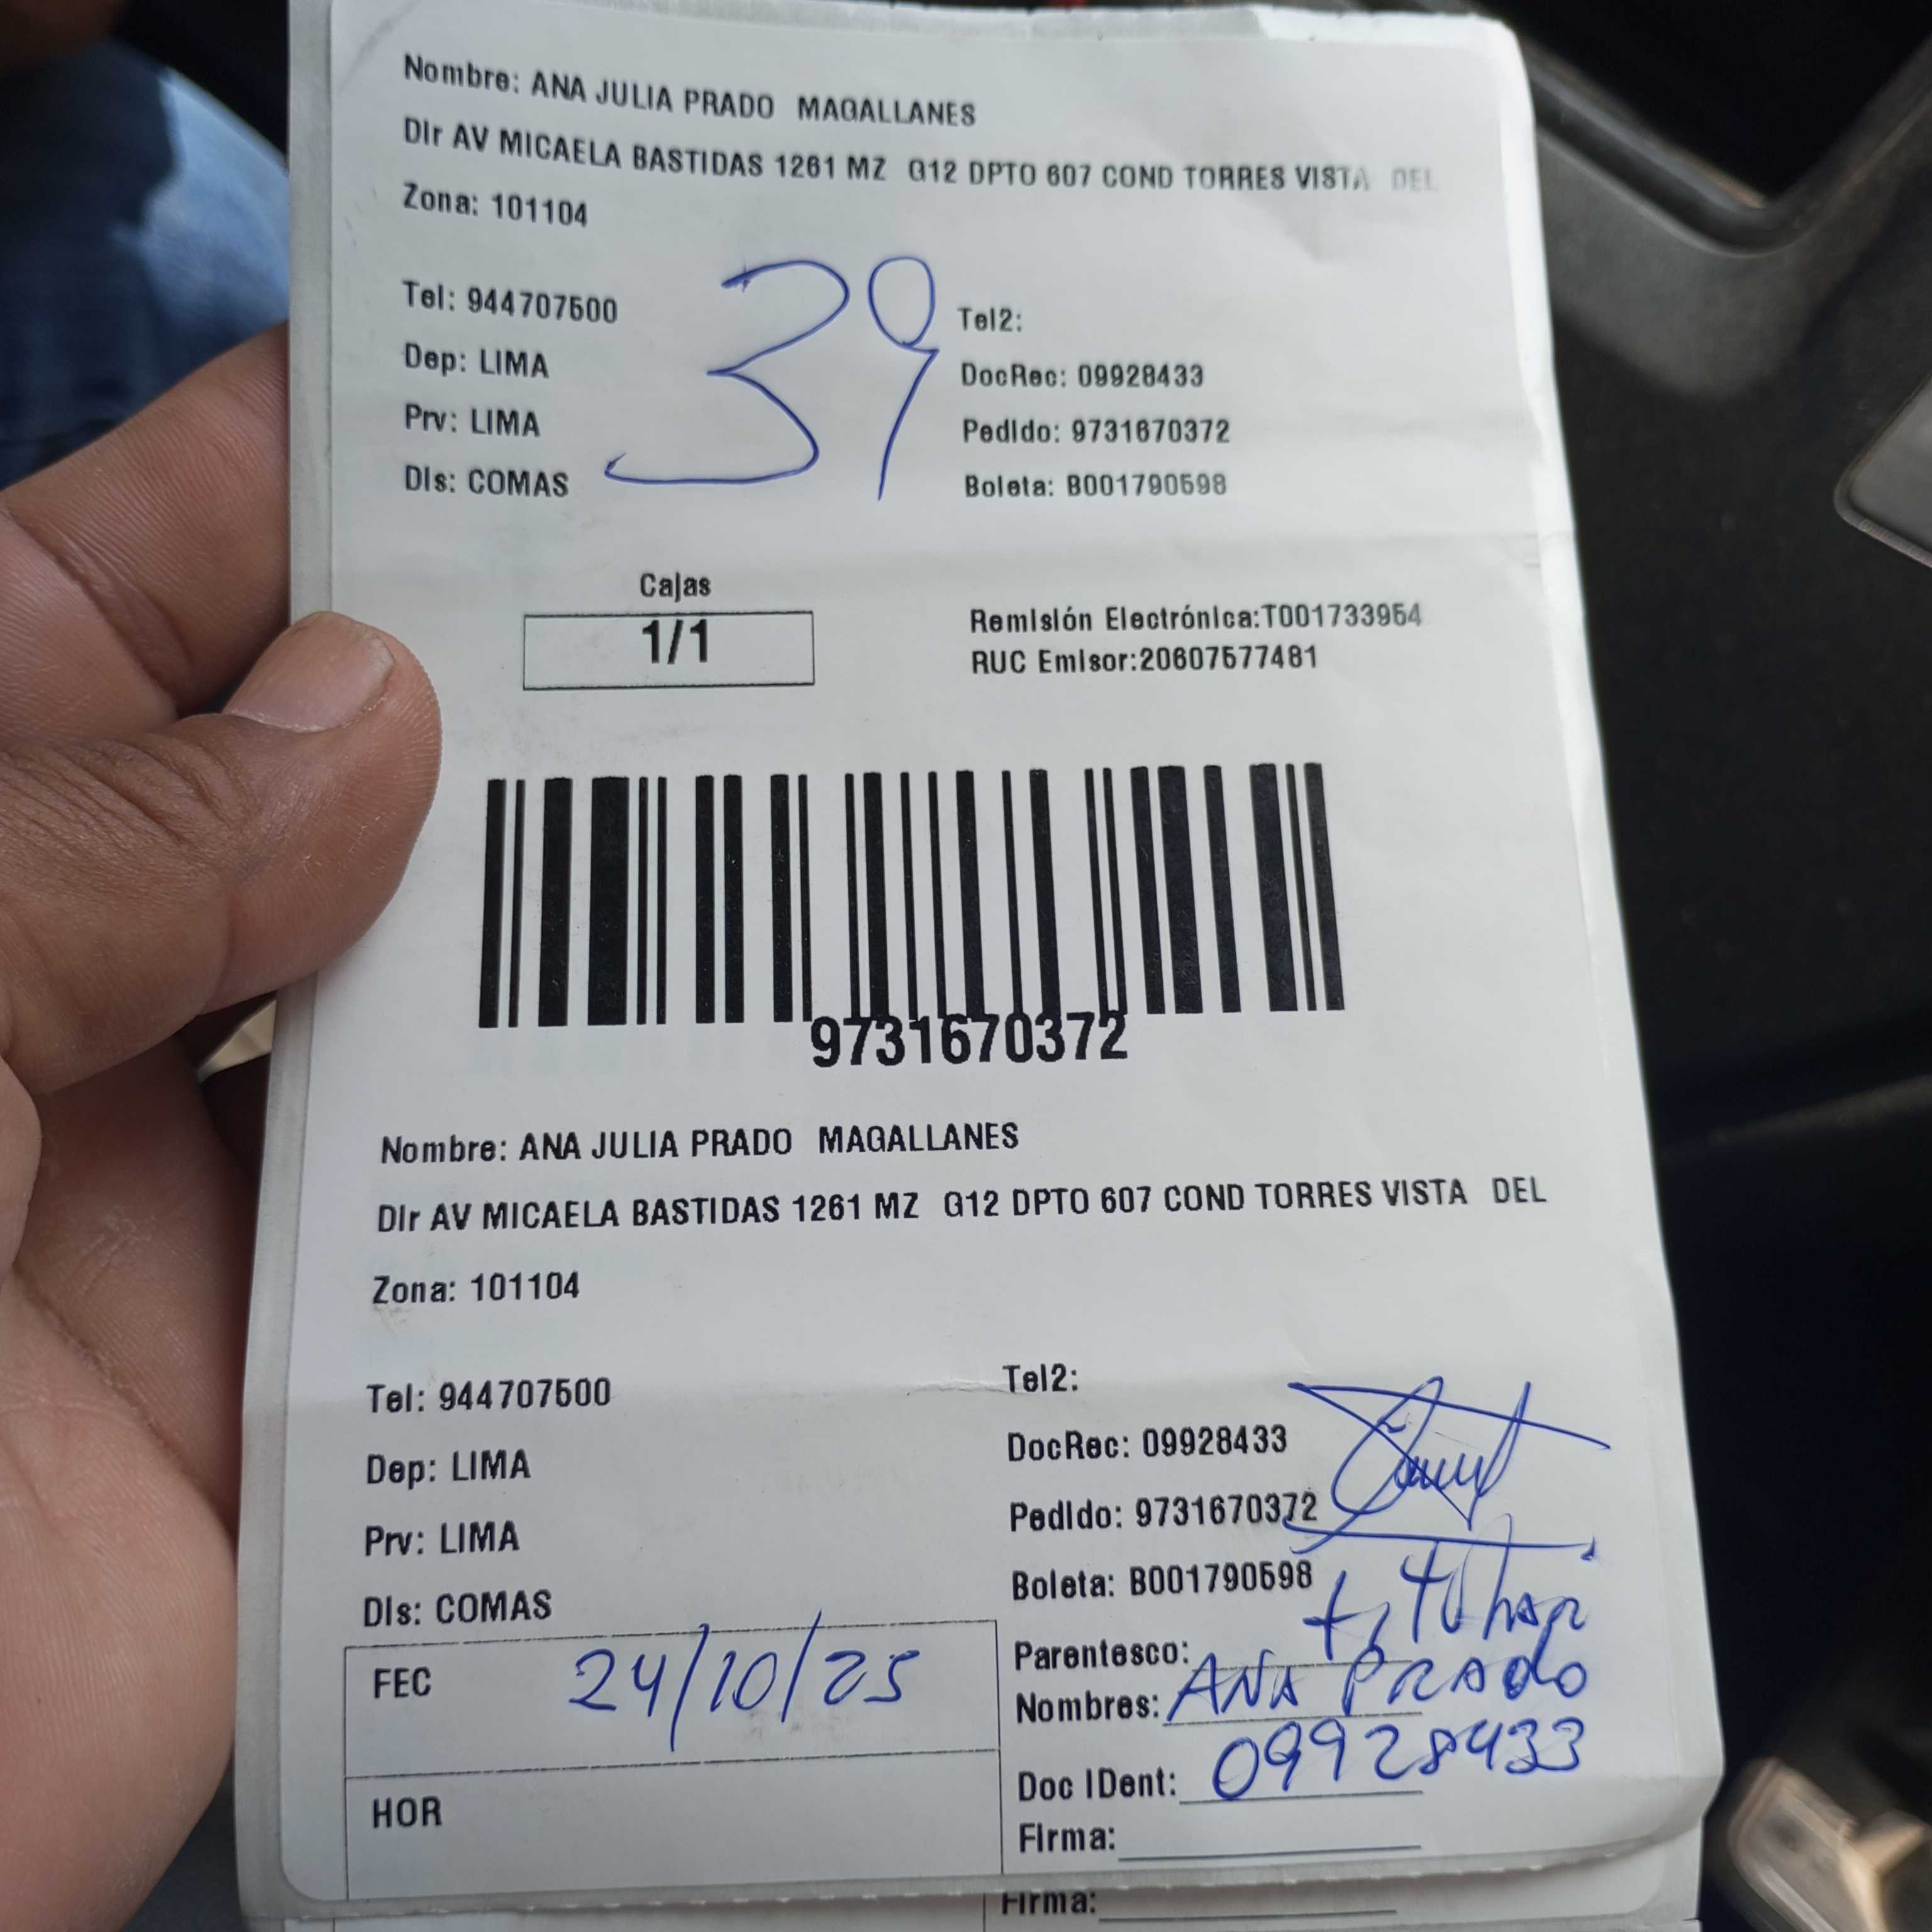 Nombre: ANA JULIA PRADO MAGALLANES
Dir AV MICAELA BASTIDAS 1261 MZ G12 DPTO 607 COND TORRES VISTA DEL
Zona: 101104
39
Tel: 944707500
Tel2:
Dep: LIMA
DocRec: 09928433
Prv: LIMA
Pedido: 9731670372
Dis: COMAS
Boleta: B001790598
Cajas
1/1
Remisión Electrónica:T001733954
RUC Emisor:20607577481
9731670372
Nombre: ANA JULIA PRADO MAGALLANES
Dir AV MICAELA BASTIDAS 1261 MZ G12 DPTO 607 COND TORRES VISTA DEL
Zona: 101104
Tel: 944707500
Tel2:
Dep: LIMA
DocRec: 09928433
Prv: LIMA
Pedido: 9731670372
Dis: COMAS
Boleta: B001790598
Parentesco:
FEC 24/10/25
Nombres: ANA PRADO
Doc IDent: 09928433
HOR
Firma:
Firma: